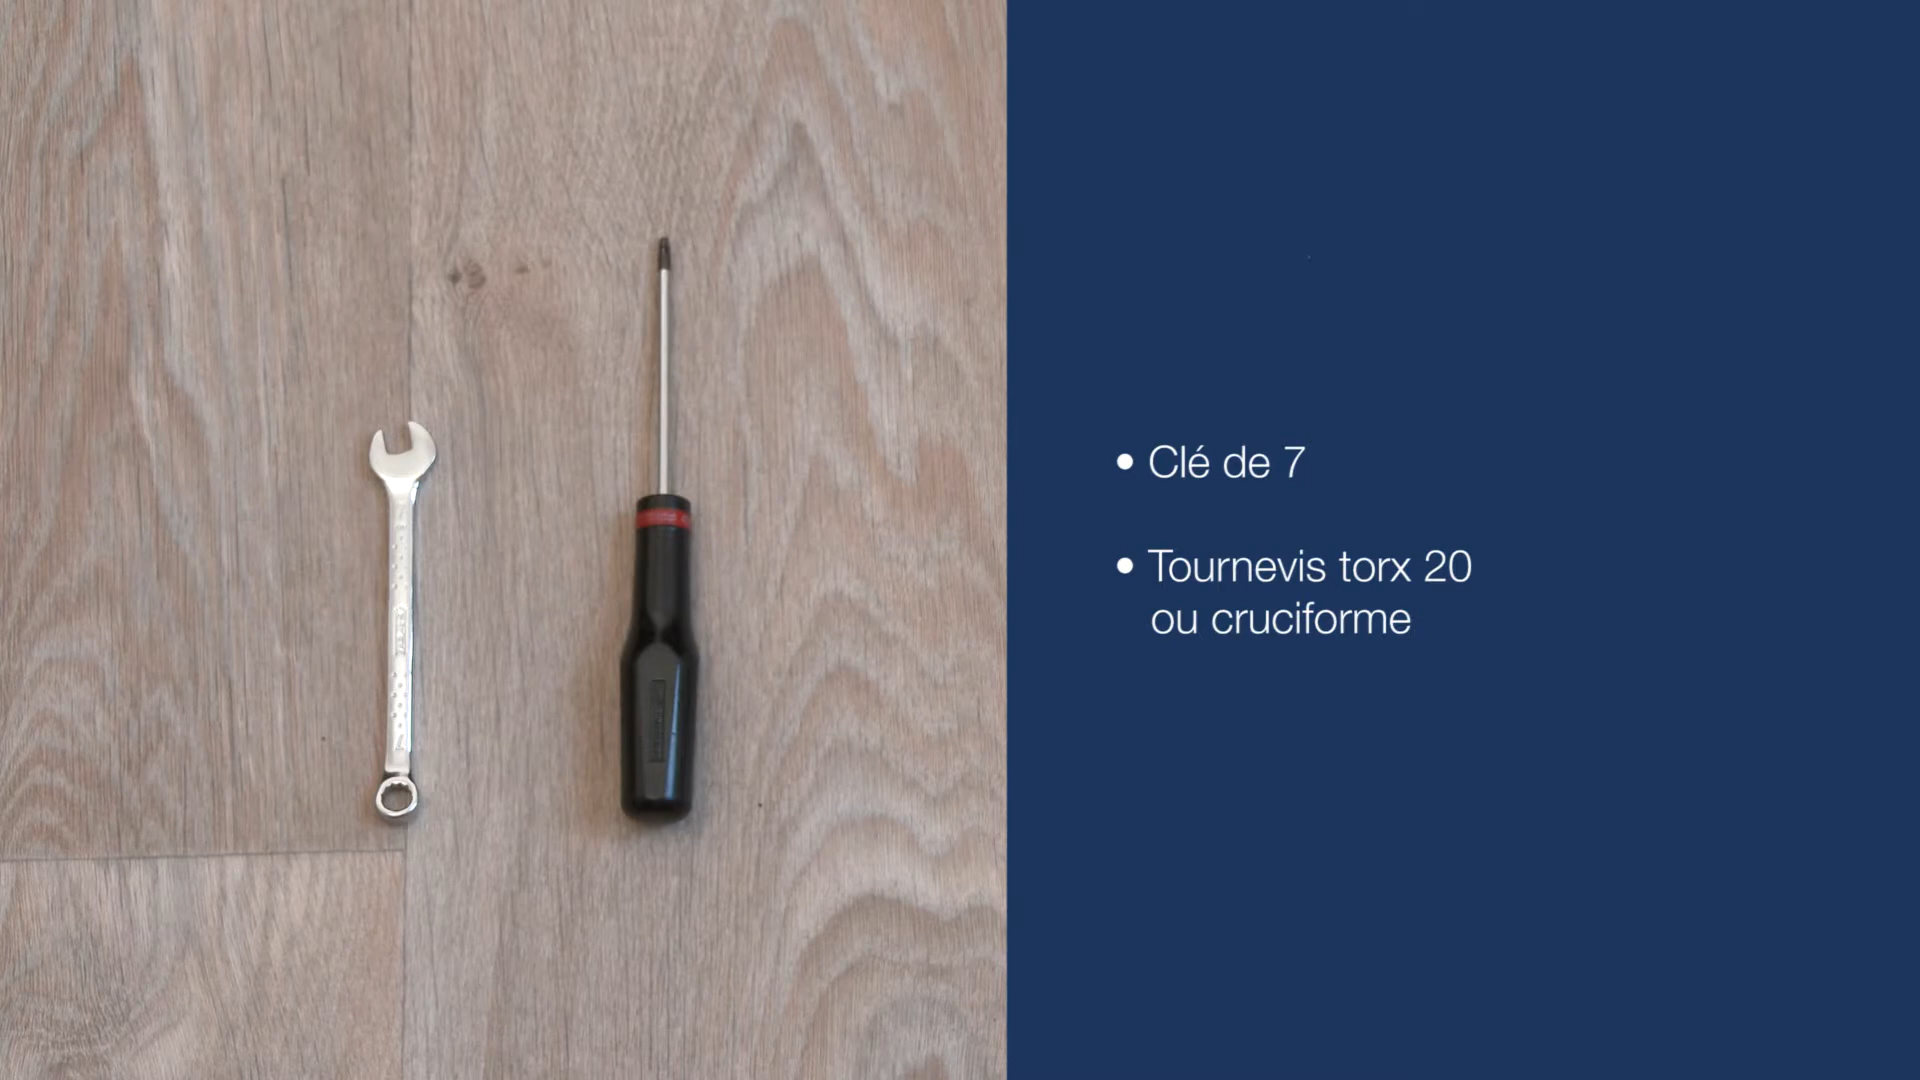 • Clé de 7
• Tournevis torx 20
ou cruciforme